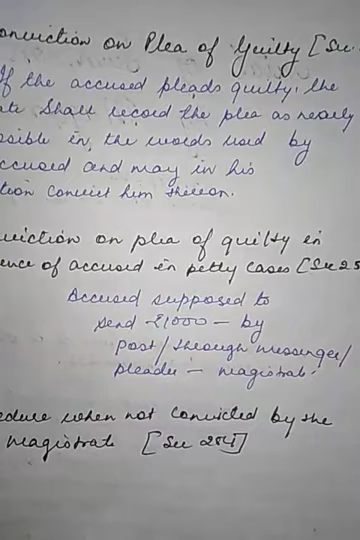 onviction on Plea of Guilty [Sec
If the accused pleads guilty, the
ate shall record the plea as nearly
ssible in, the words used by
ccused and may in his
tion convict him thereon.
viction on plea of guilty in
ence of accused in petty cases [Sec 25
Accused supposed to
send ₹1000 – by
post/through messenger/
pleader – magistrate.
edure when not convicted by the
magistrate [Sec 254]